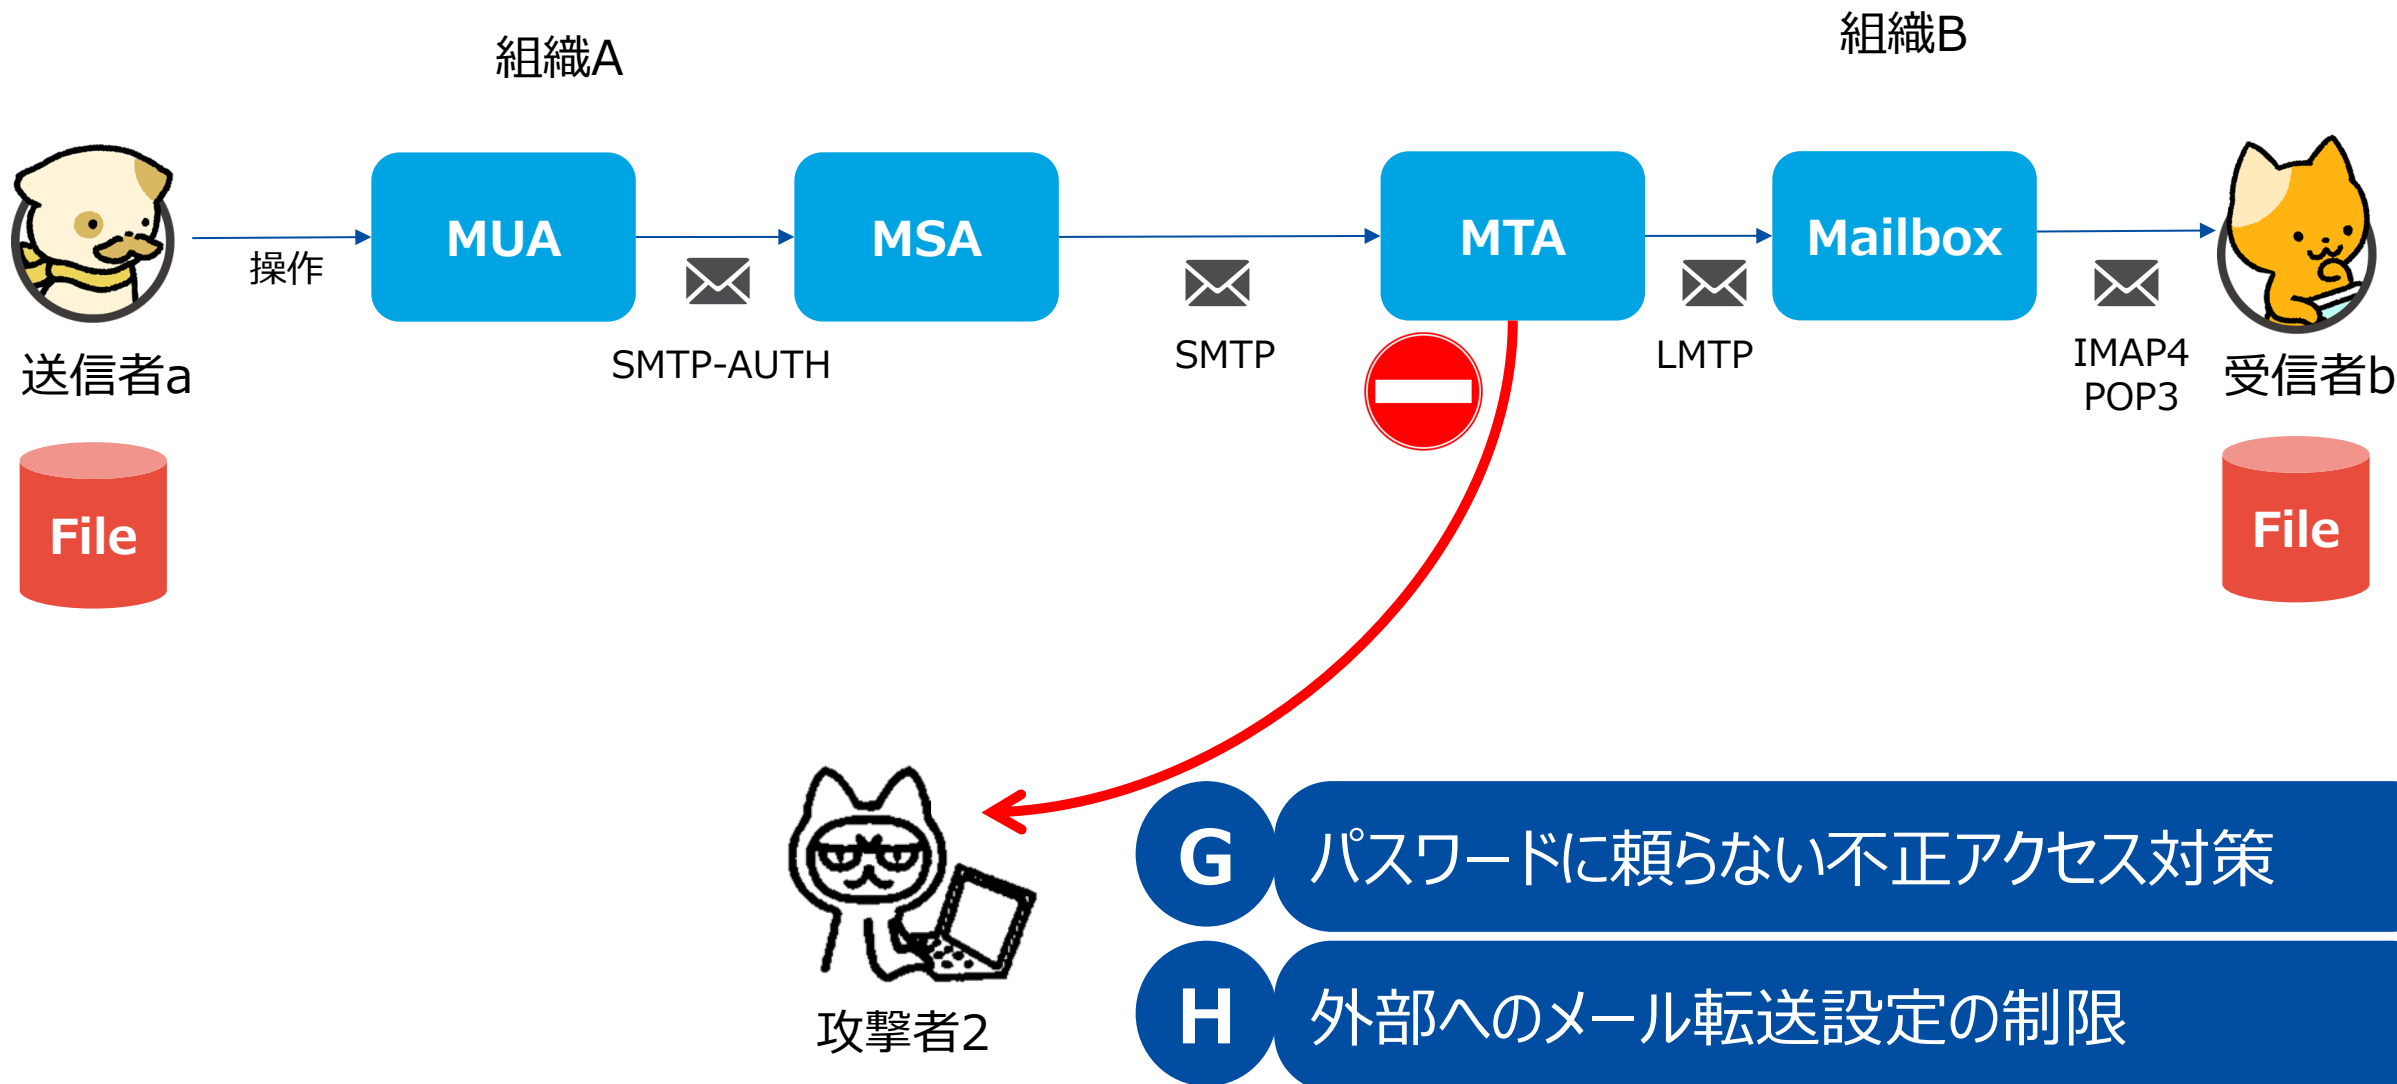 組織A
組織B
MUA
MSA
MTA
Mailbox
操作
SMTP-AUTH
SMTP
LMTP
IMAP4
POP3
送信者a
受信者b
File
File
攻撃者2
G
パスワードに頼らない不正アクセス対策
H
外部へのメール転送設定の制限